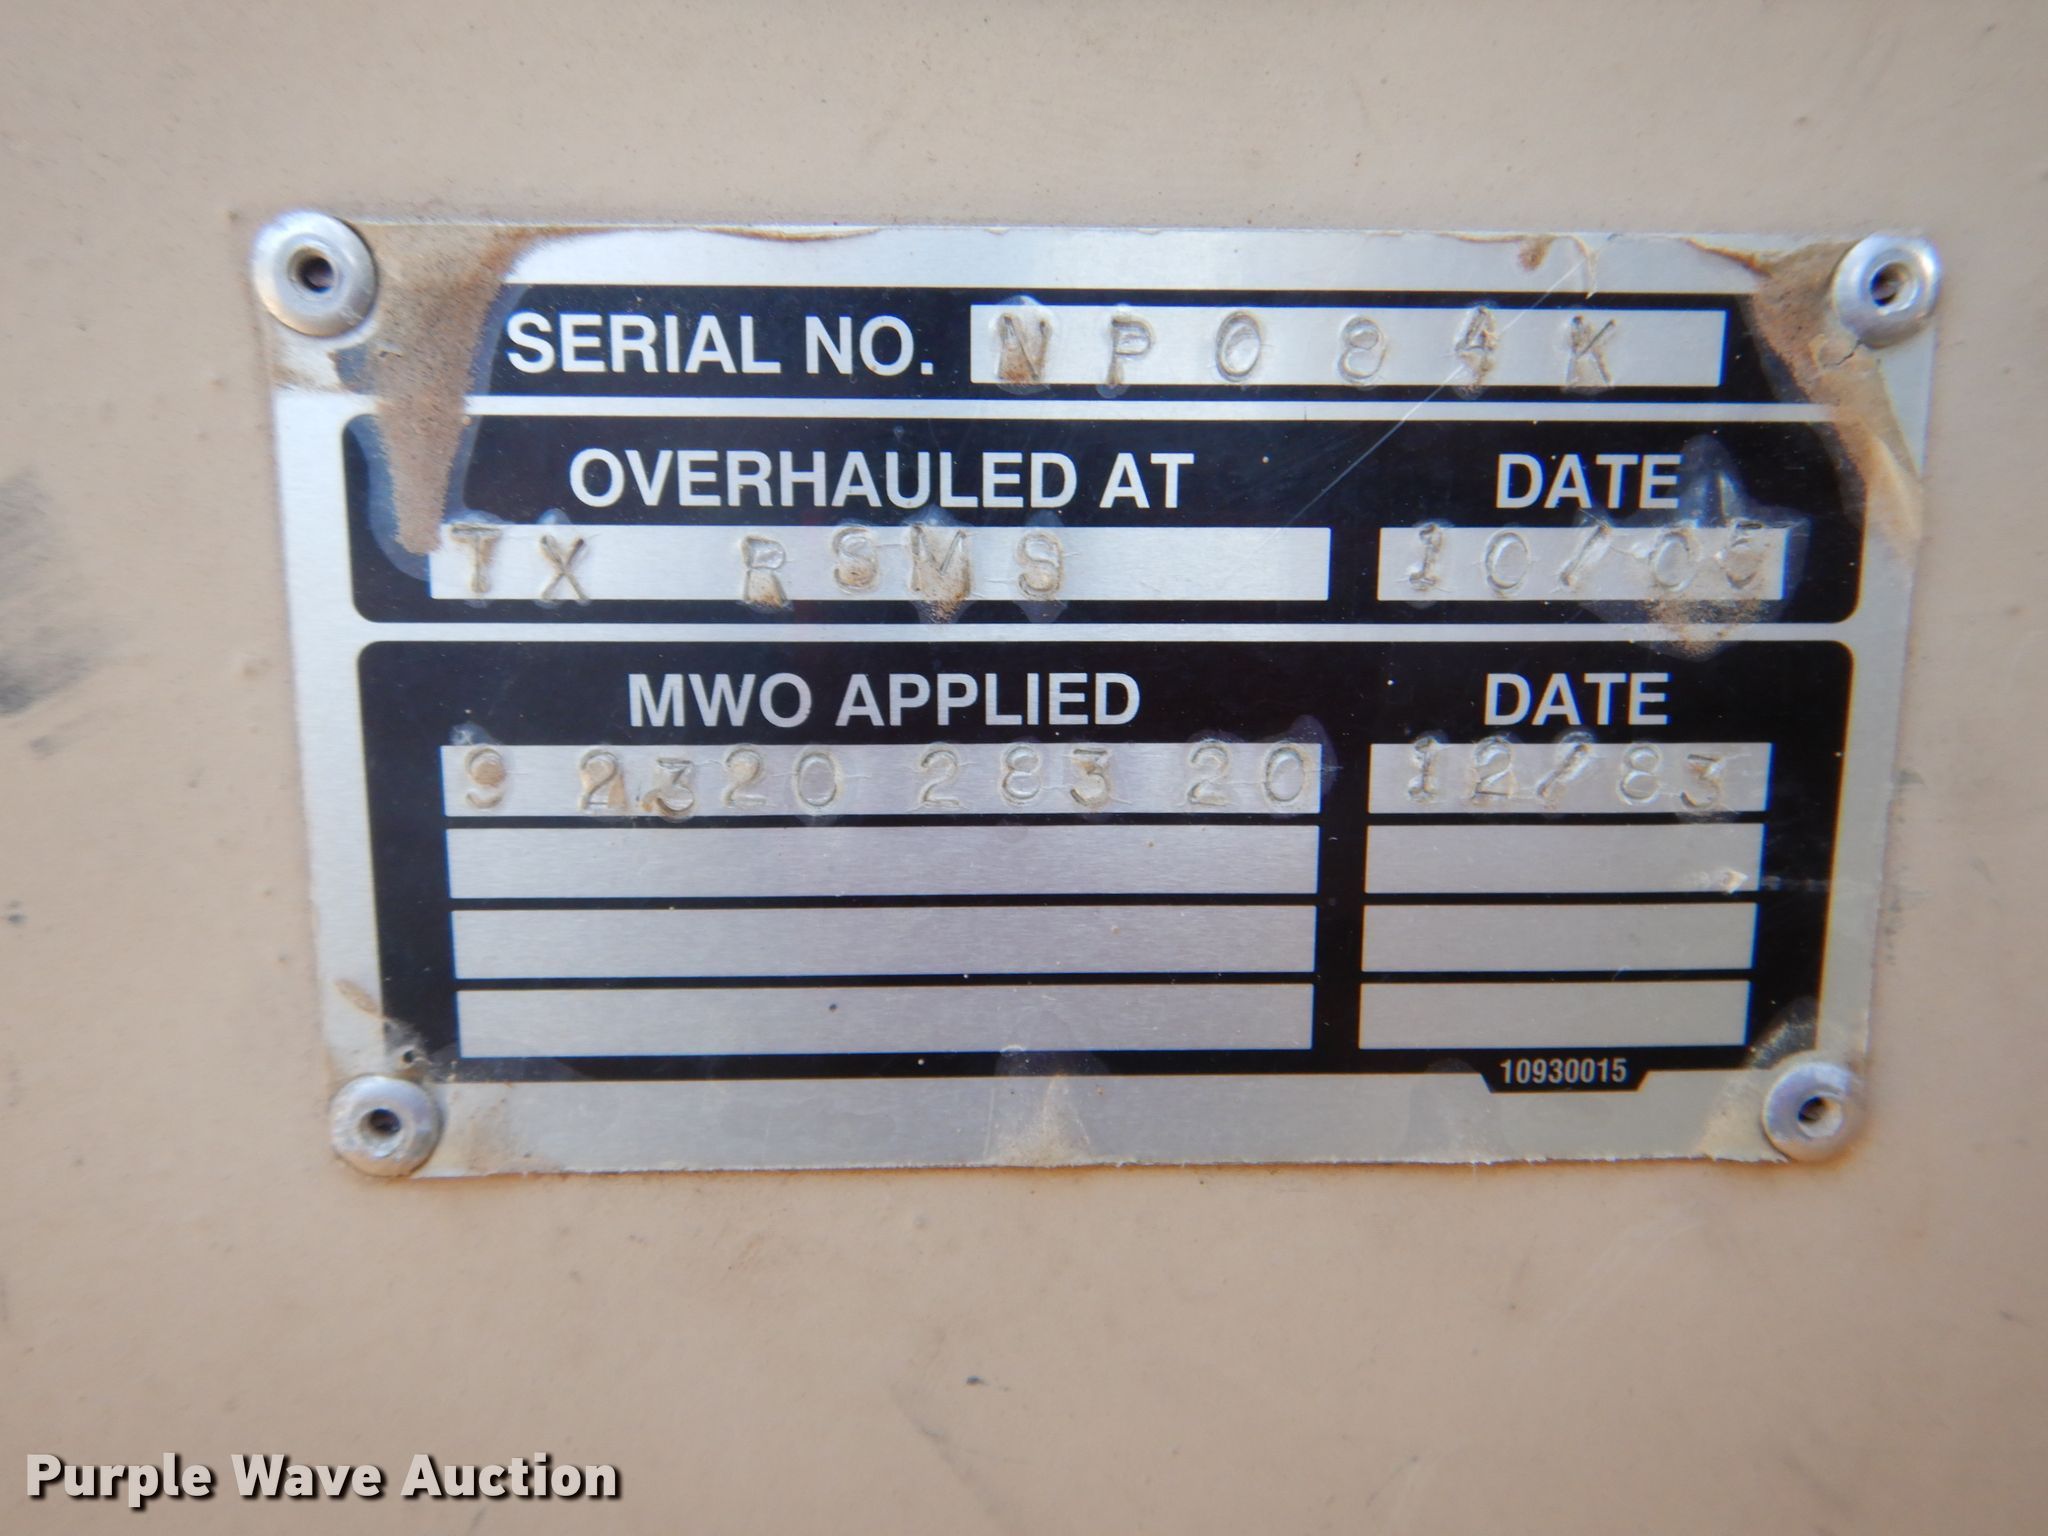 SERIAL NO. NP084K
OVERHAULED AT DATE
TX RSMS 10/05
MWO APPLIED DATE
9 2320 283 20 12/83
10930015
Purple Wave Auction